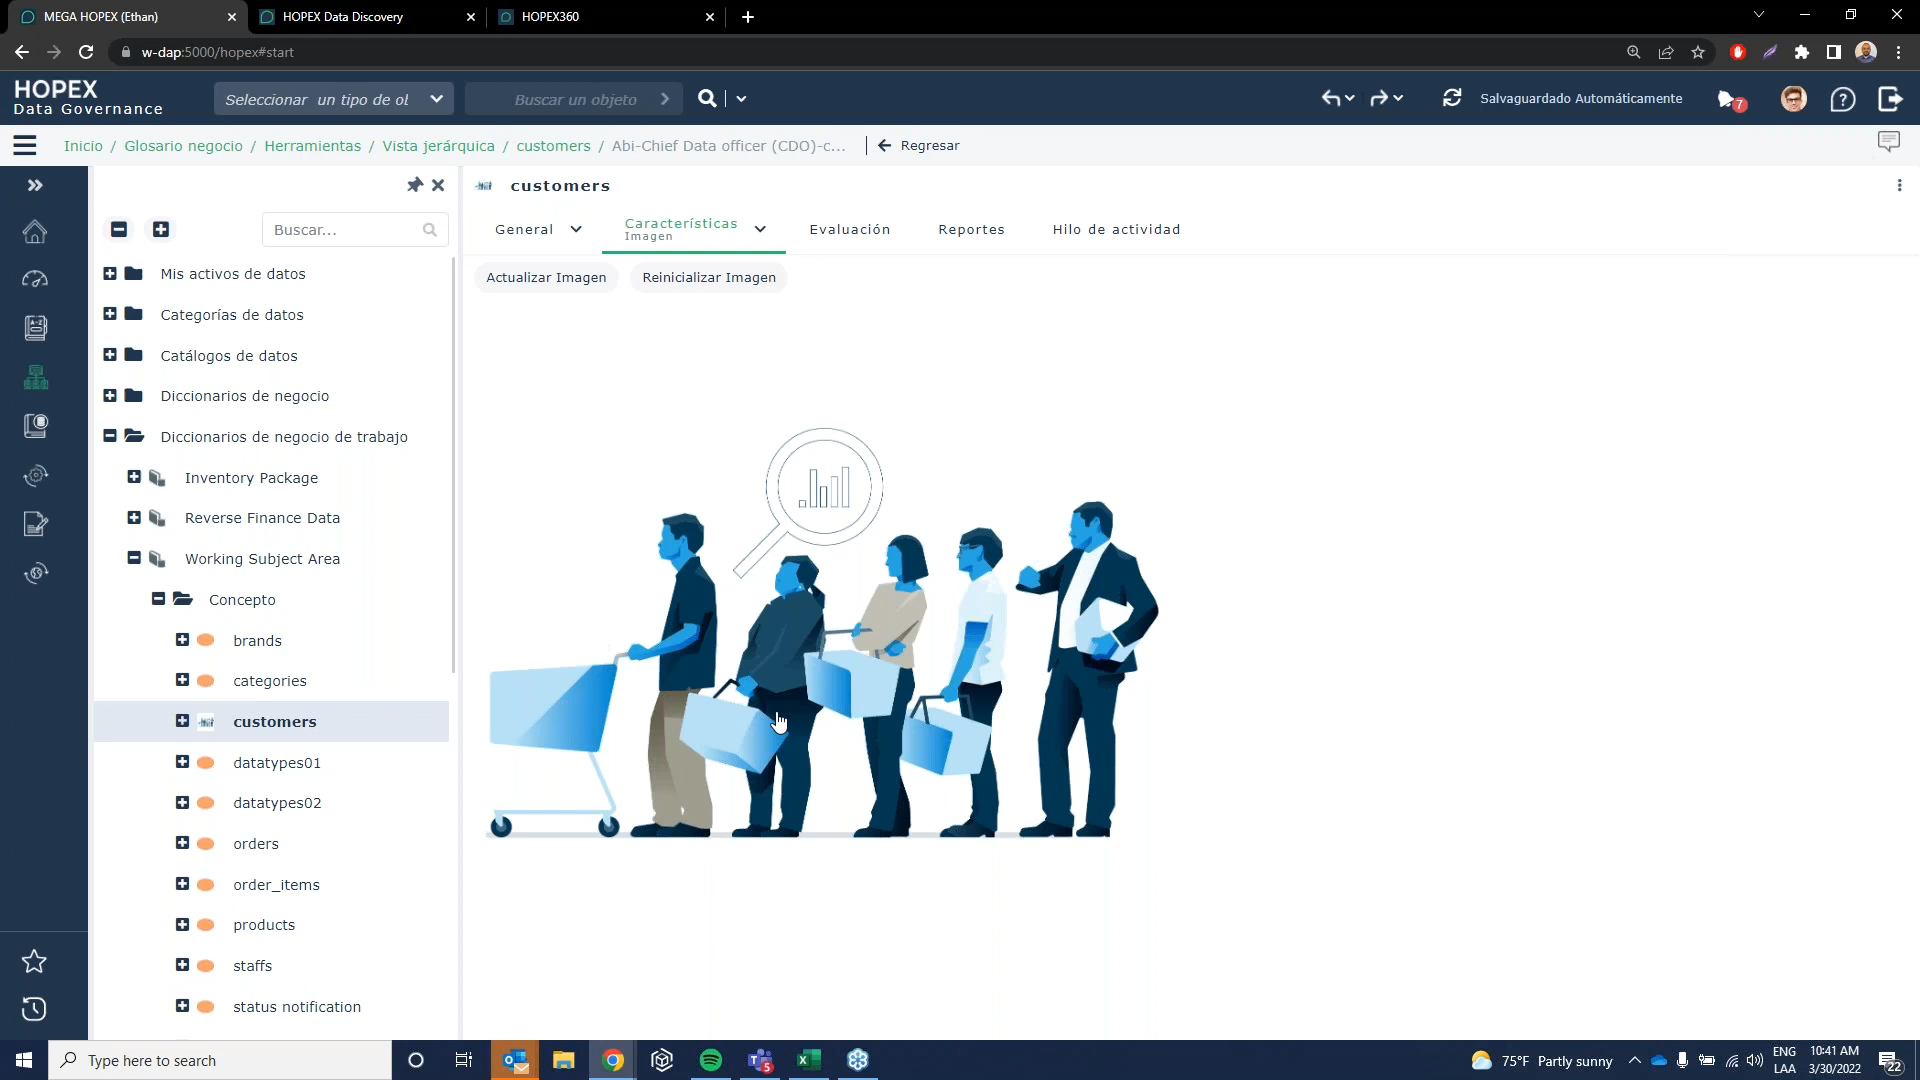 MEGA HOPEX (Ethan)
HOPEX Data Discovery
HOPEX360
w-dap:5000/hopex#start
HOPEX
Data Governance
Seleccionar un tipo de ol
Buscar un objeto
Salvaguardado Automáticamente
7
Inicio / Glosario negocio / Herramientas / Vista jerárquica / customers / Abi-Chief Data officer (CDO)-c...
Regresar
customers
General
Características
Imagen
Evaluación
Reportes
Hilo de actividad
Actualizar Imagen
Reinicializar Imagen
Buscar...
Mis activos de datos
Categorías de datos
Catálogos de datos
Diccionarios de negocio
Diccionarios de negocio de trabajo
Inventory Package
Reverse Finance Data
Working Subject Area
Concepto
brands
categories
customers
datatypes01
datatypes02
orders
order_items
products
staffs
status notification
Type here to search
5
75°F Partly sunny
ENG
LAA
10:41 AM
3/30/2022
22